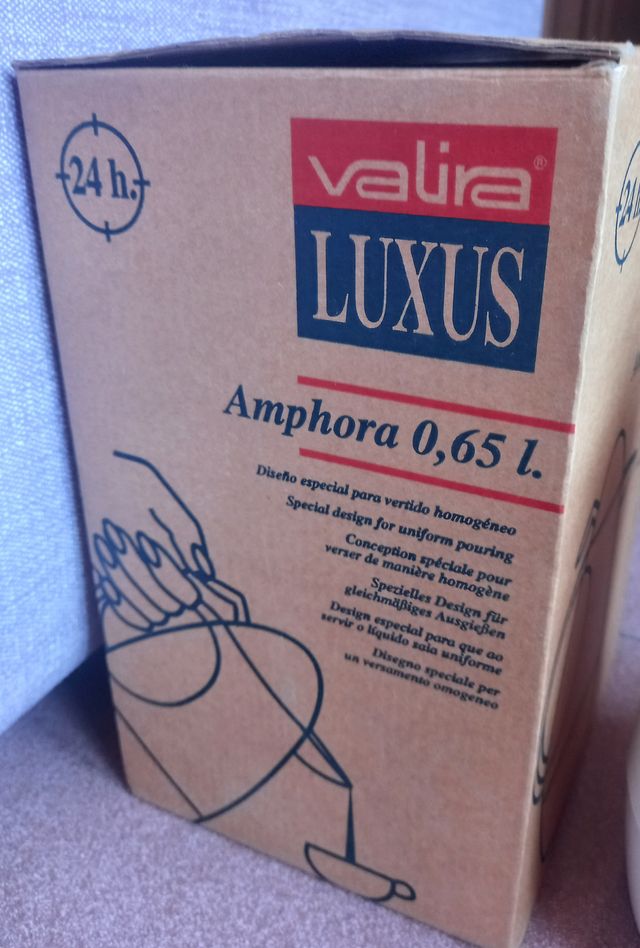 24 h.
valira®
LUXUS
Amphora 0,65 l.
Diseño especial para vertido homogéneo
Special design for uniform pouring
Conception spéciale pour
verser de manière homogène
Spezielles Design für
gleichmäßiges Ausgießen
Design especial para que ao
servir o líquido saia uniforme
Disegno speciale per
un versamento omogeneo
24 h